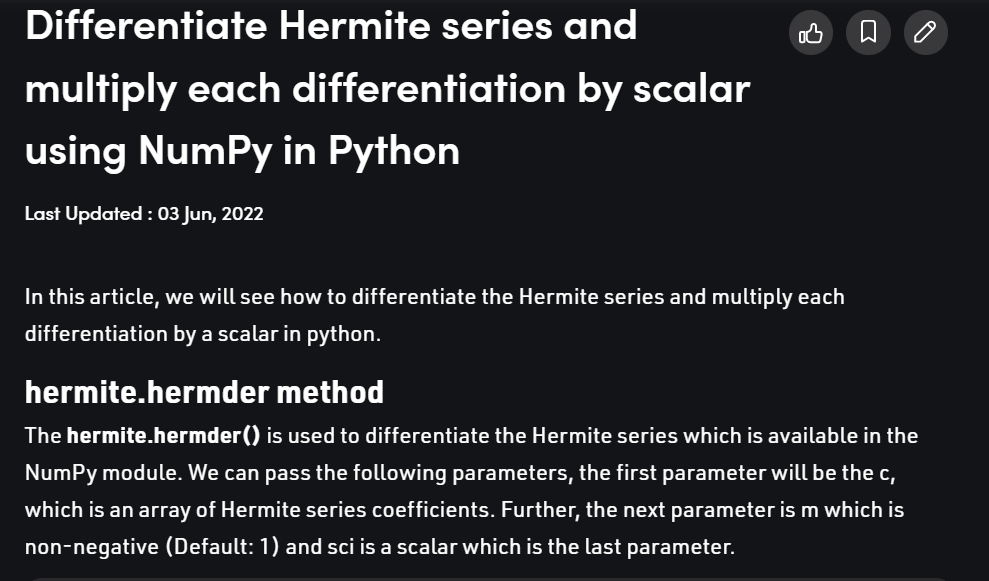 Differentiate Hermite series and
multiply each differentiation by scalar
using NumPy in Python
Last Updated : 03 Jun, 2022
In this article, we will see how to differentiate the Hermite series and multiply each
differentiation by a scalar in python.
hermite.hermder method
The hermite.hermder() is used to differentiate the Hermite series which is available in the
NumPy module. We can pass the following parameters, the first parameter will be the c,
which is an array of Hermite series coefficients. Further, the next parameter is m which is
non-negative (Default: 1) and sci is a scalar which is the last parameter.